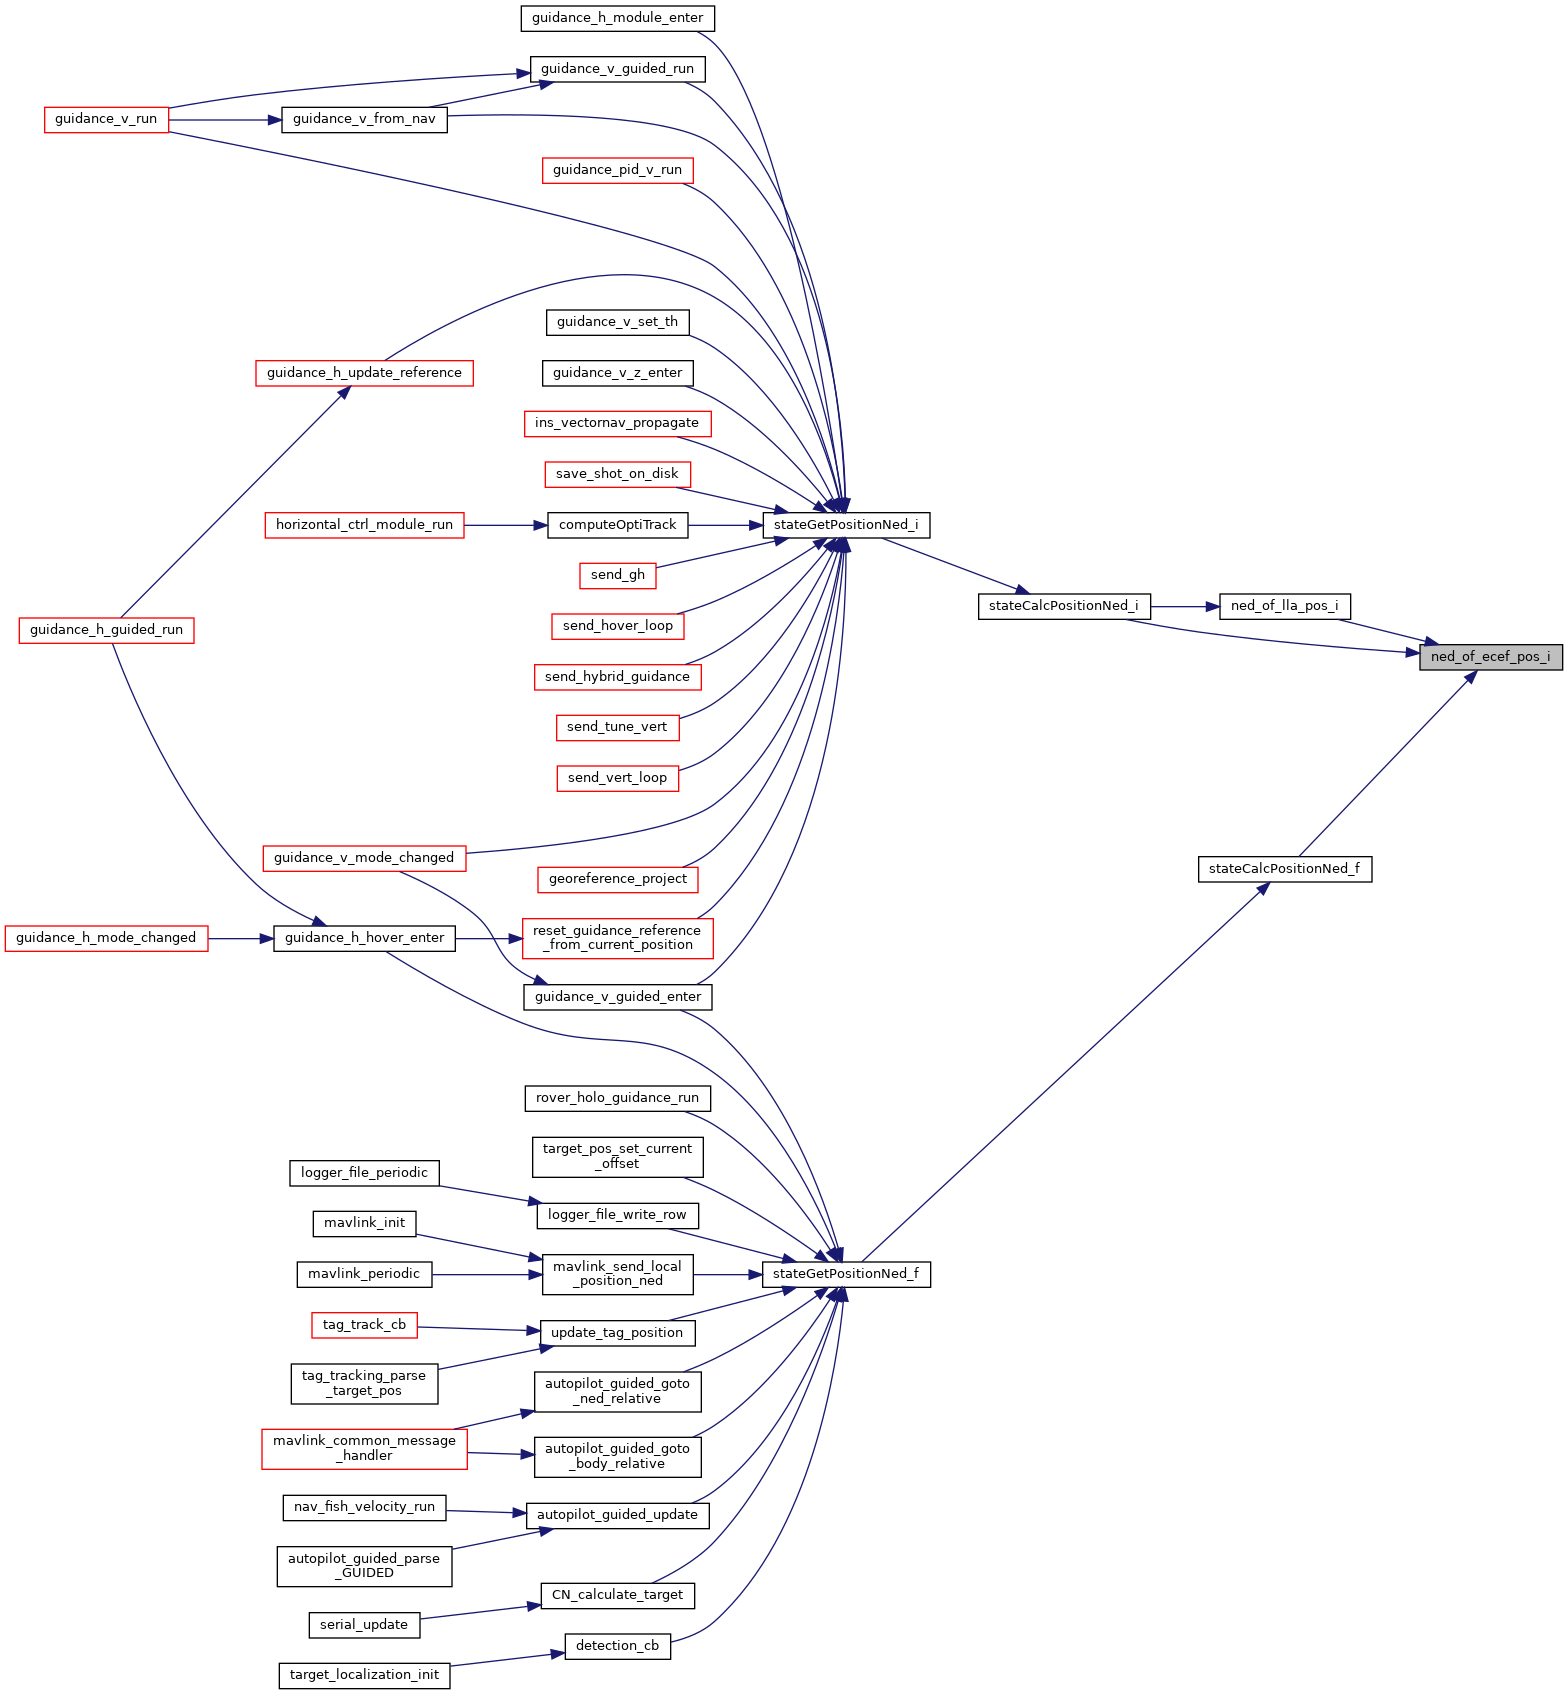 guidance_h_module_enter
guidance_v_guided_run
guidance_v_run
guidance_v_from_nav
guidance_pid_v_run
guidance_v_set_th
guidance_h_update_reference
guidance_v_z_enter
ins_vectornav_propagate
save_shot_on_disk
horizontal_ctrl_module_run
computeOptiTrack
stateGetPositionNed_i
send_gh
stateCalcPositionNed_i
ned_of_lla_pos_i
guidance_h_guided_run
send_hover_loop
ned_of_ecef_pos_i
send_hybrid_guidance
send_tune_vert
send_vert_loop
guidance_v_mode_changed
georeference_project
stateCalcPositionNed_f
guidance_h_mode_changed
guidance_h_hover_enter
reset_guidance_reference
_from_current_position
guidance_v_guided_enter
rover_holo_guidance_run
target_pos_set_current
_offset
logger_file_periodic
logger_file_write_row
mavlink_init
mavlink_periodic
mavlink_send_local
_position_ned
stateGetPositionNed_f
tag_track_cb
update_tag_position
tag_tracking_parse
_target_pos
autopilot_guided_goto
_ned_relative
mavlink_common_message
_handler
autopilot_guided_goto
_body_relative
nav_fish_velocity_run
autopilot_guided_update
autopilot_guided_parse
_GUIDED
CN_calculate_target
serial_update
detection_cb
target_localization_init